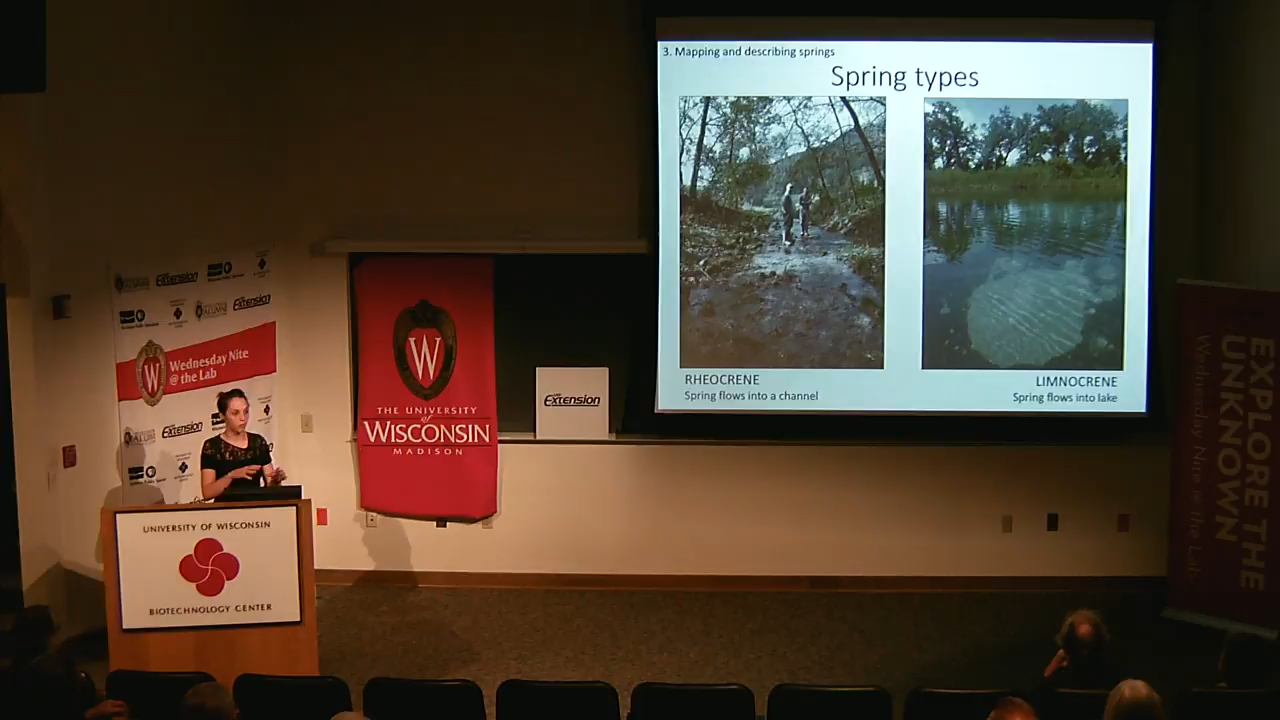 3. Mapping and describing springs
Spring types
RHEOCRENE
Spring flows into a channel
LIMNOCRENE
Spring flows into lake
Extension
Extension
Wednesday Nite
@ the Lab
Extension
W
THE UNIVERSITY
of
WISCONSIN
MADISON
Extension
UNIVERSITY OF WISCONSIN
BIOTECHNOLOGY CENTER
EXPLORE THE
UNKNOWN
Wednesday Nite @ the Lab